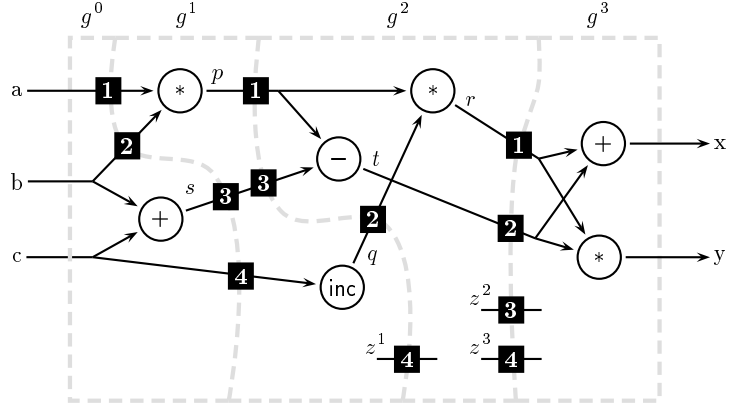 g⁰ g¹ g² g³
a 1 * p 1 * r
2 1 + x
− t
b s 3 3
+ 2 2
c 4 q * y
inc
z² 3
z¹ 4 z³ 4